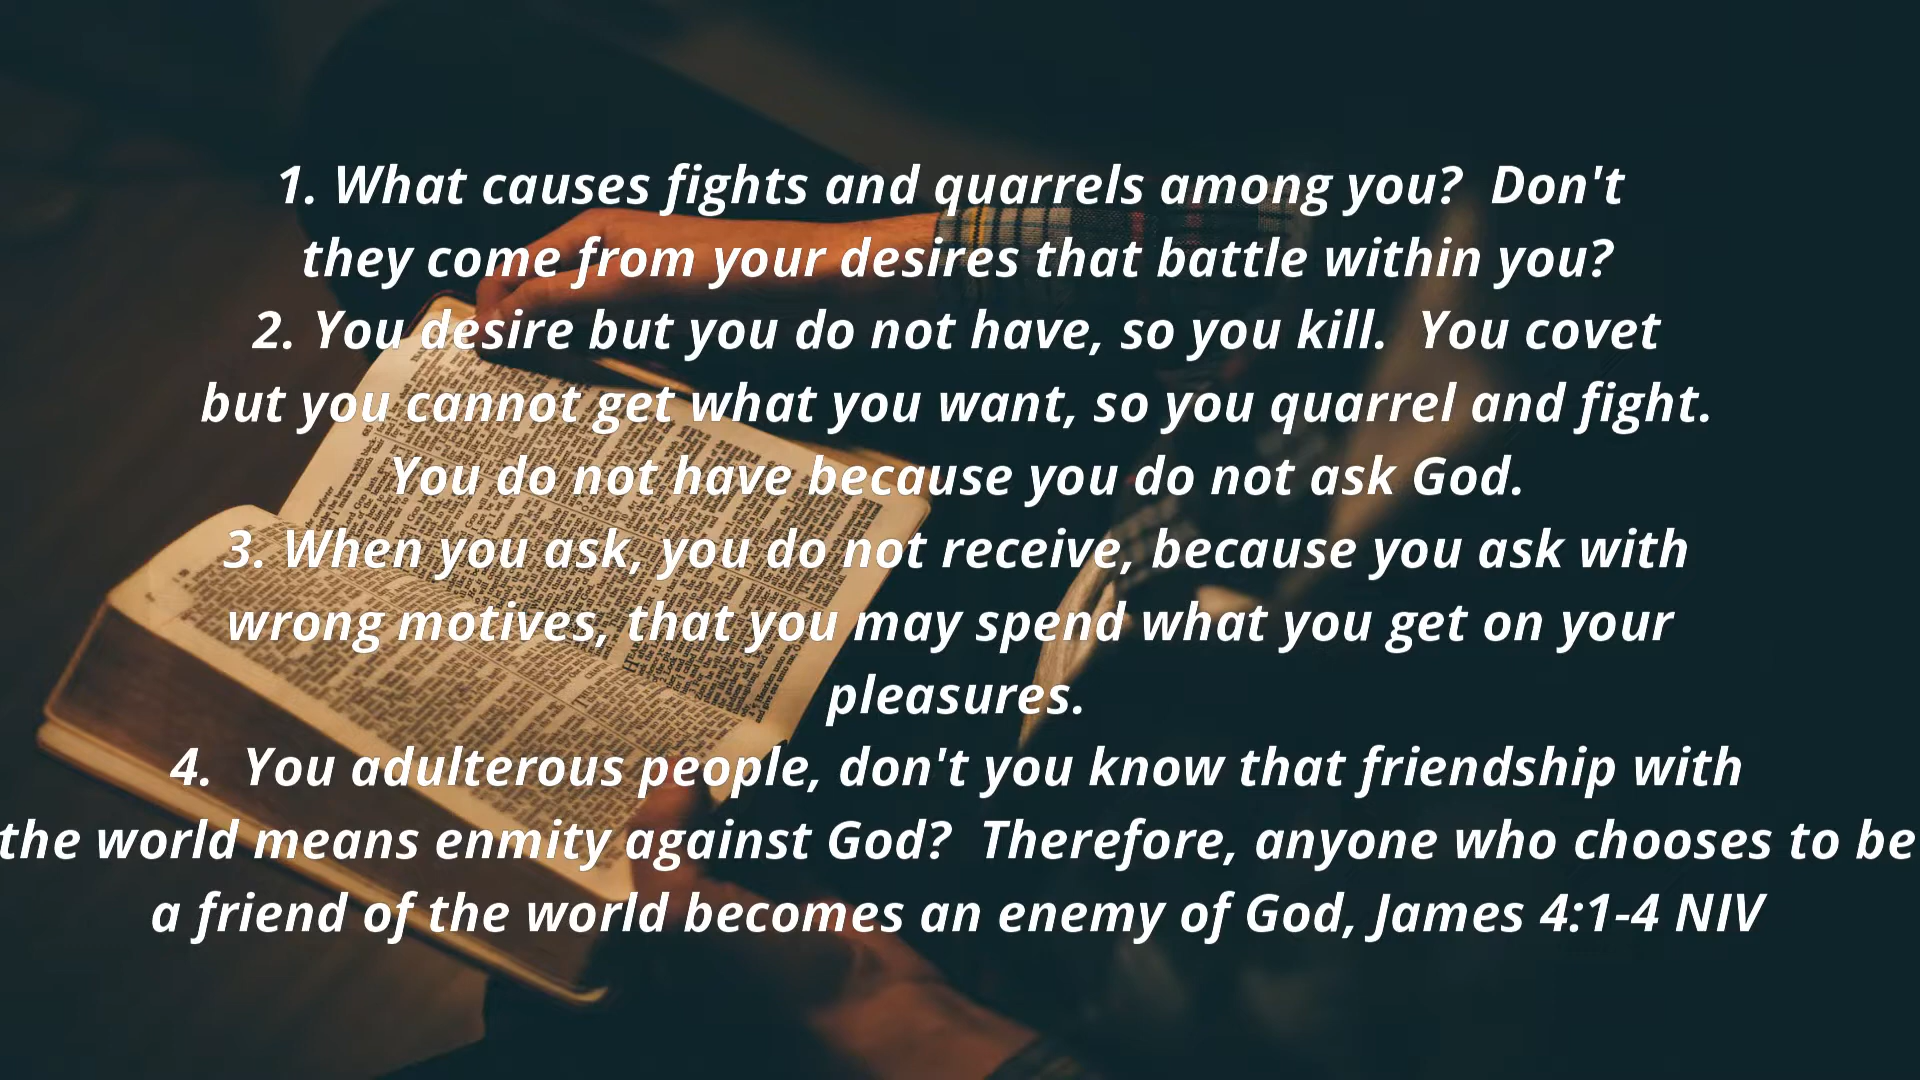 1. What causes fights and quarrels among you?  Don't
they come from your desires that battle within you?
2. You desire but you do not have, so you kill.  You covet
but you cannot get what you want, so you quarrel and fight.
You do not have because you do not ask God.
3. When you ask, you do not receive, because you ask with
wrong motives, that you may spend what you get on your
pleasures.
4.  You adulterous people, don't you know that friendship with
the world means enmity against God?  Therefore, anyone who chooses to be
a friend of the world becomes an enemy of God, James 4:1-4 NIV